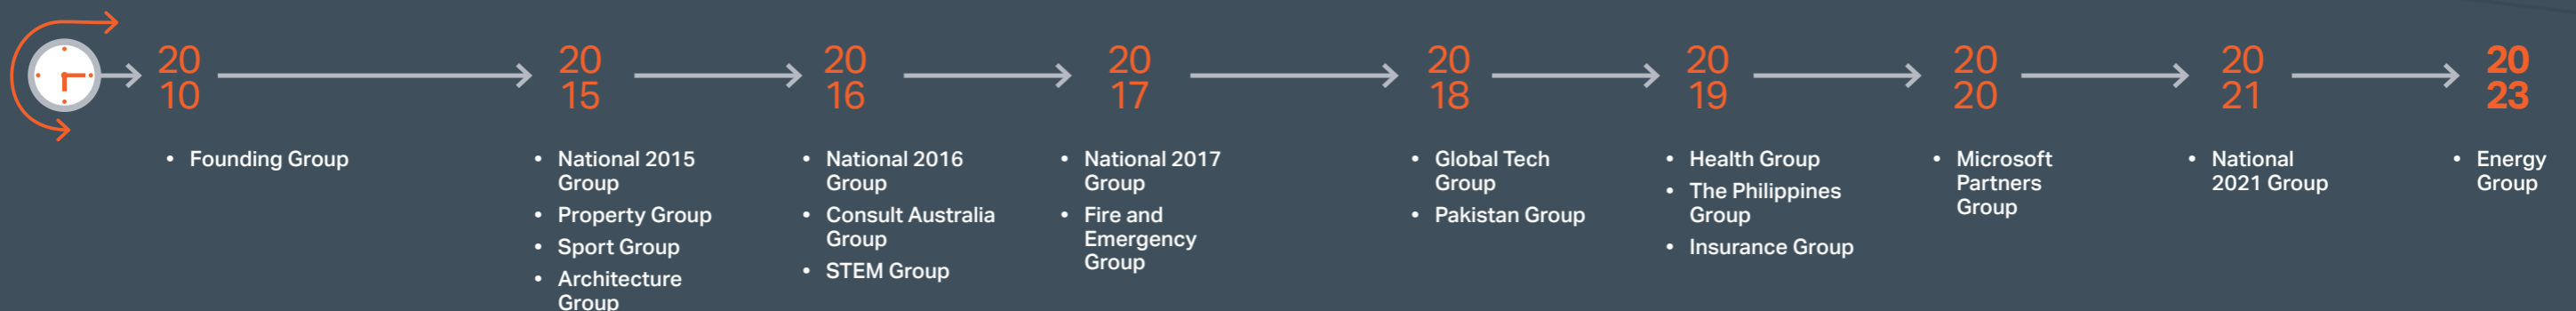 20
10
• Founding Group
20
15
• National 2015
Group
• Property Group
• Sport Group
• Architecture
Group
20
16
• National 2016
Group
• Consult Australia
Group
• STEM Group
20
17
• National 2017
Group
• Fire and
Emergency
Group
20
18
• Global Tech
Group
• Pakistan Group
20
19
• Health Group
• The Philippines
Group
• Insurance Group
20
20
• Microsoft
Partners
Group
20
21
• National
2021 Group
20
23
• Energy
Group